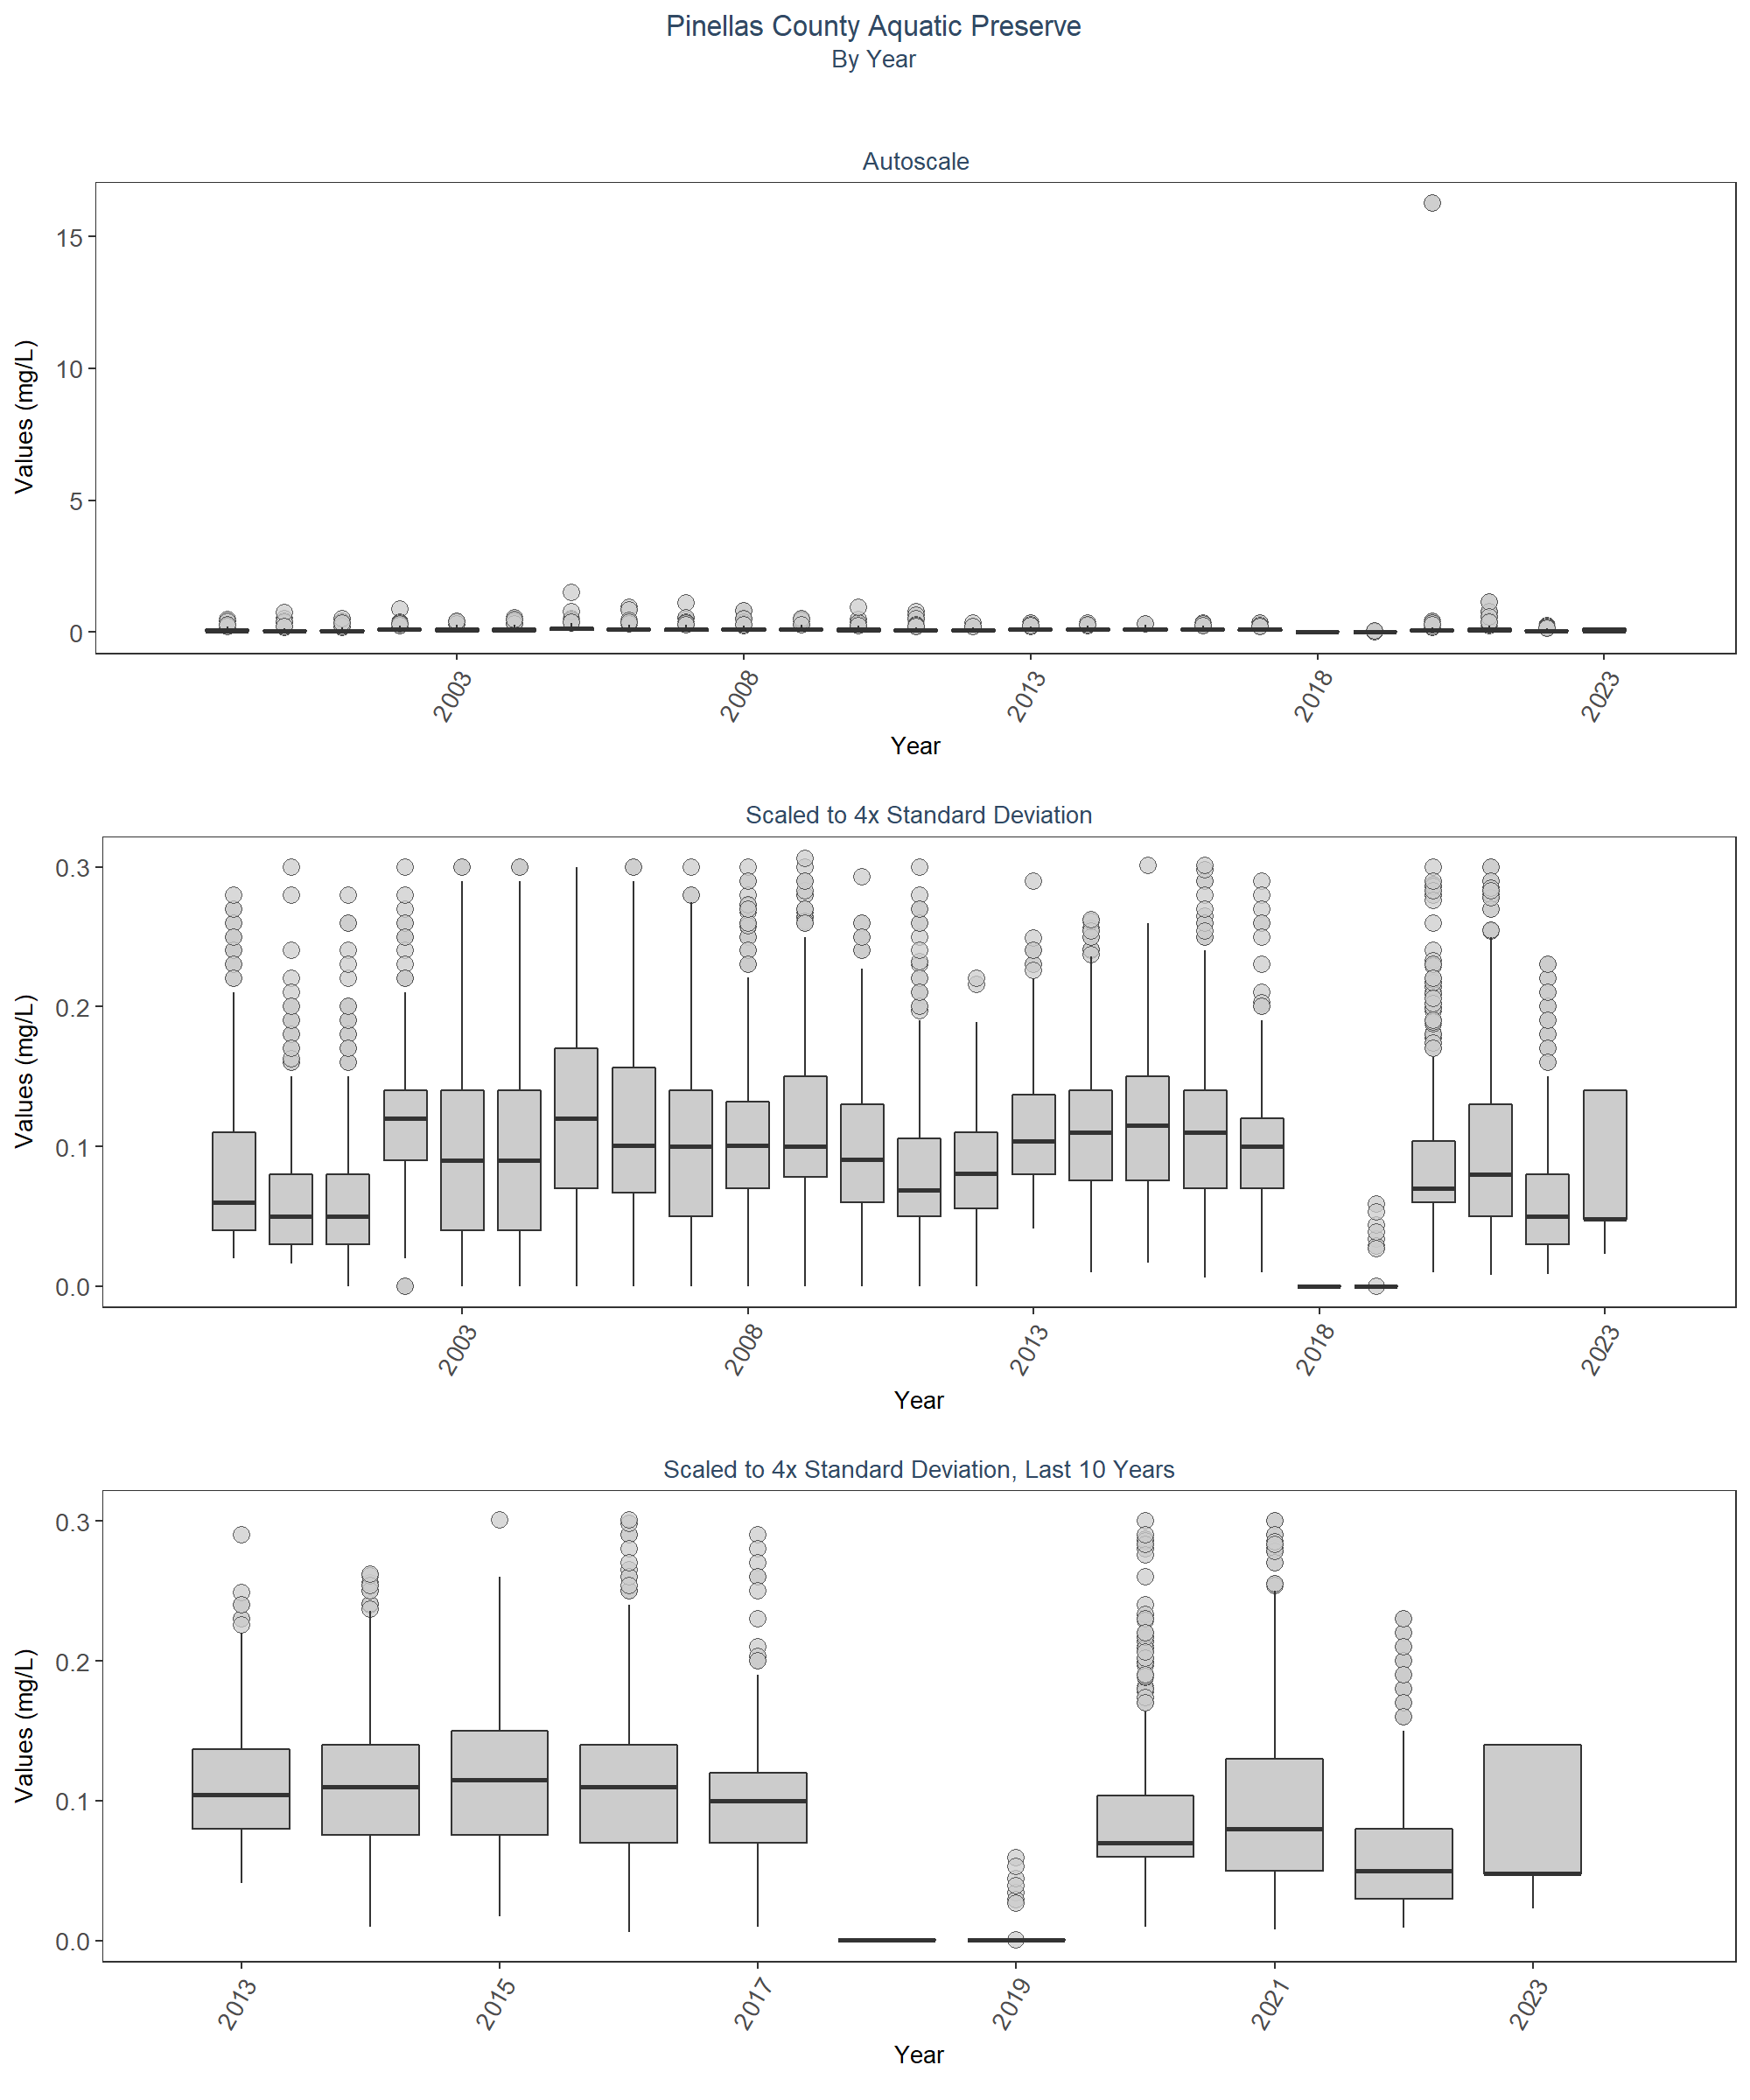 Pinellas County Aquatic Preserve
By Year
Autoscale
Values (mg/L)
15
10
5
0
2003
2008
2013
2018
2023
Year
Scaled to 4x Standard Deviation
Values (mg/L)
0.3
0.2
0.1
0.0
2003
2008
2013
2018
2023
Year
Scaled to 4x Standard Deviation, Last 10 Years
Values (mg/L)
0.3
0.2
0.1
0.0
2013
2015
2017
2019
2021
2023
Year